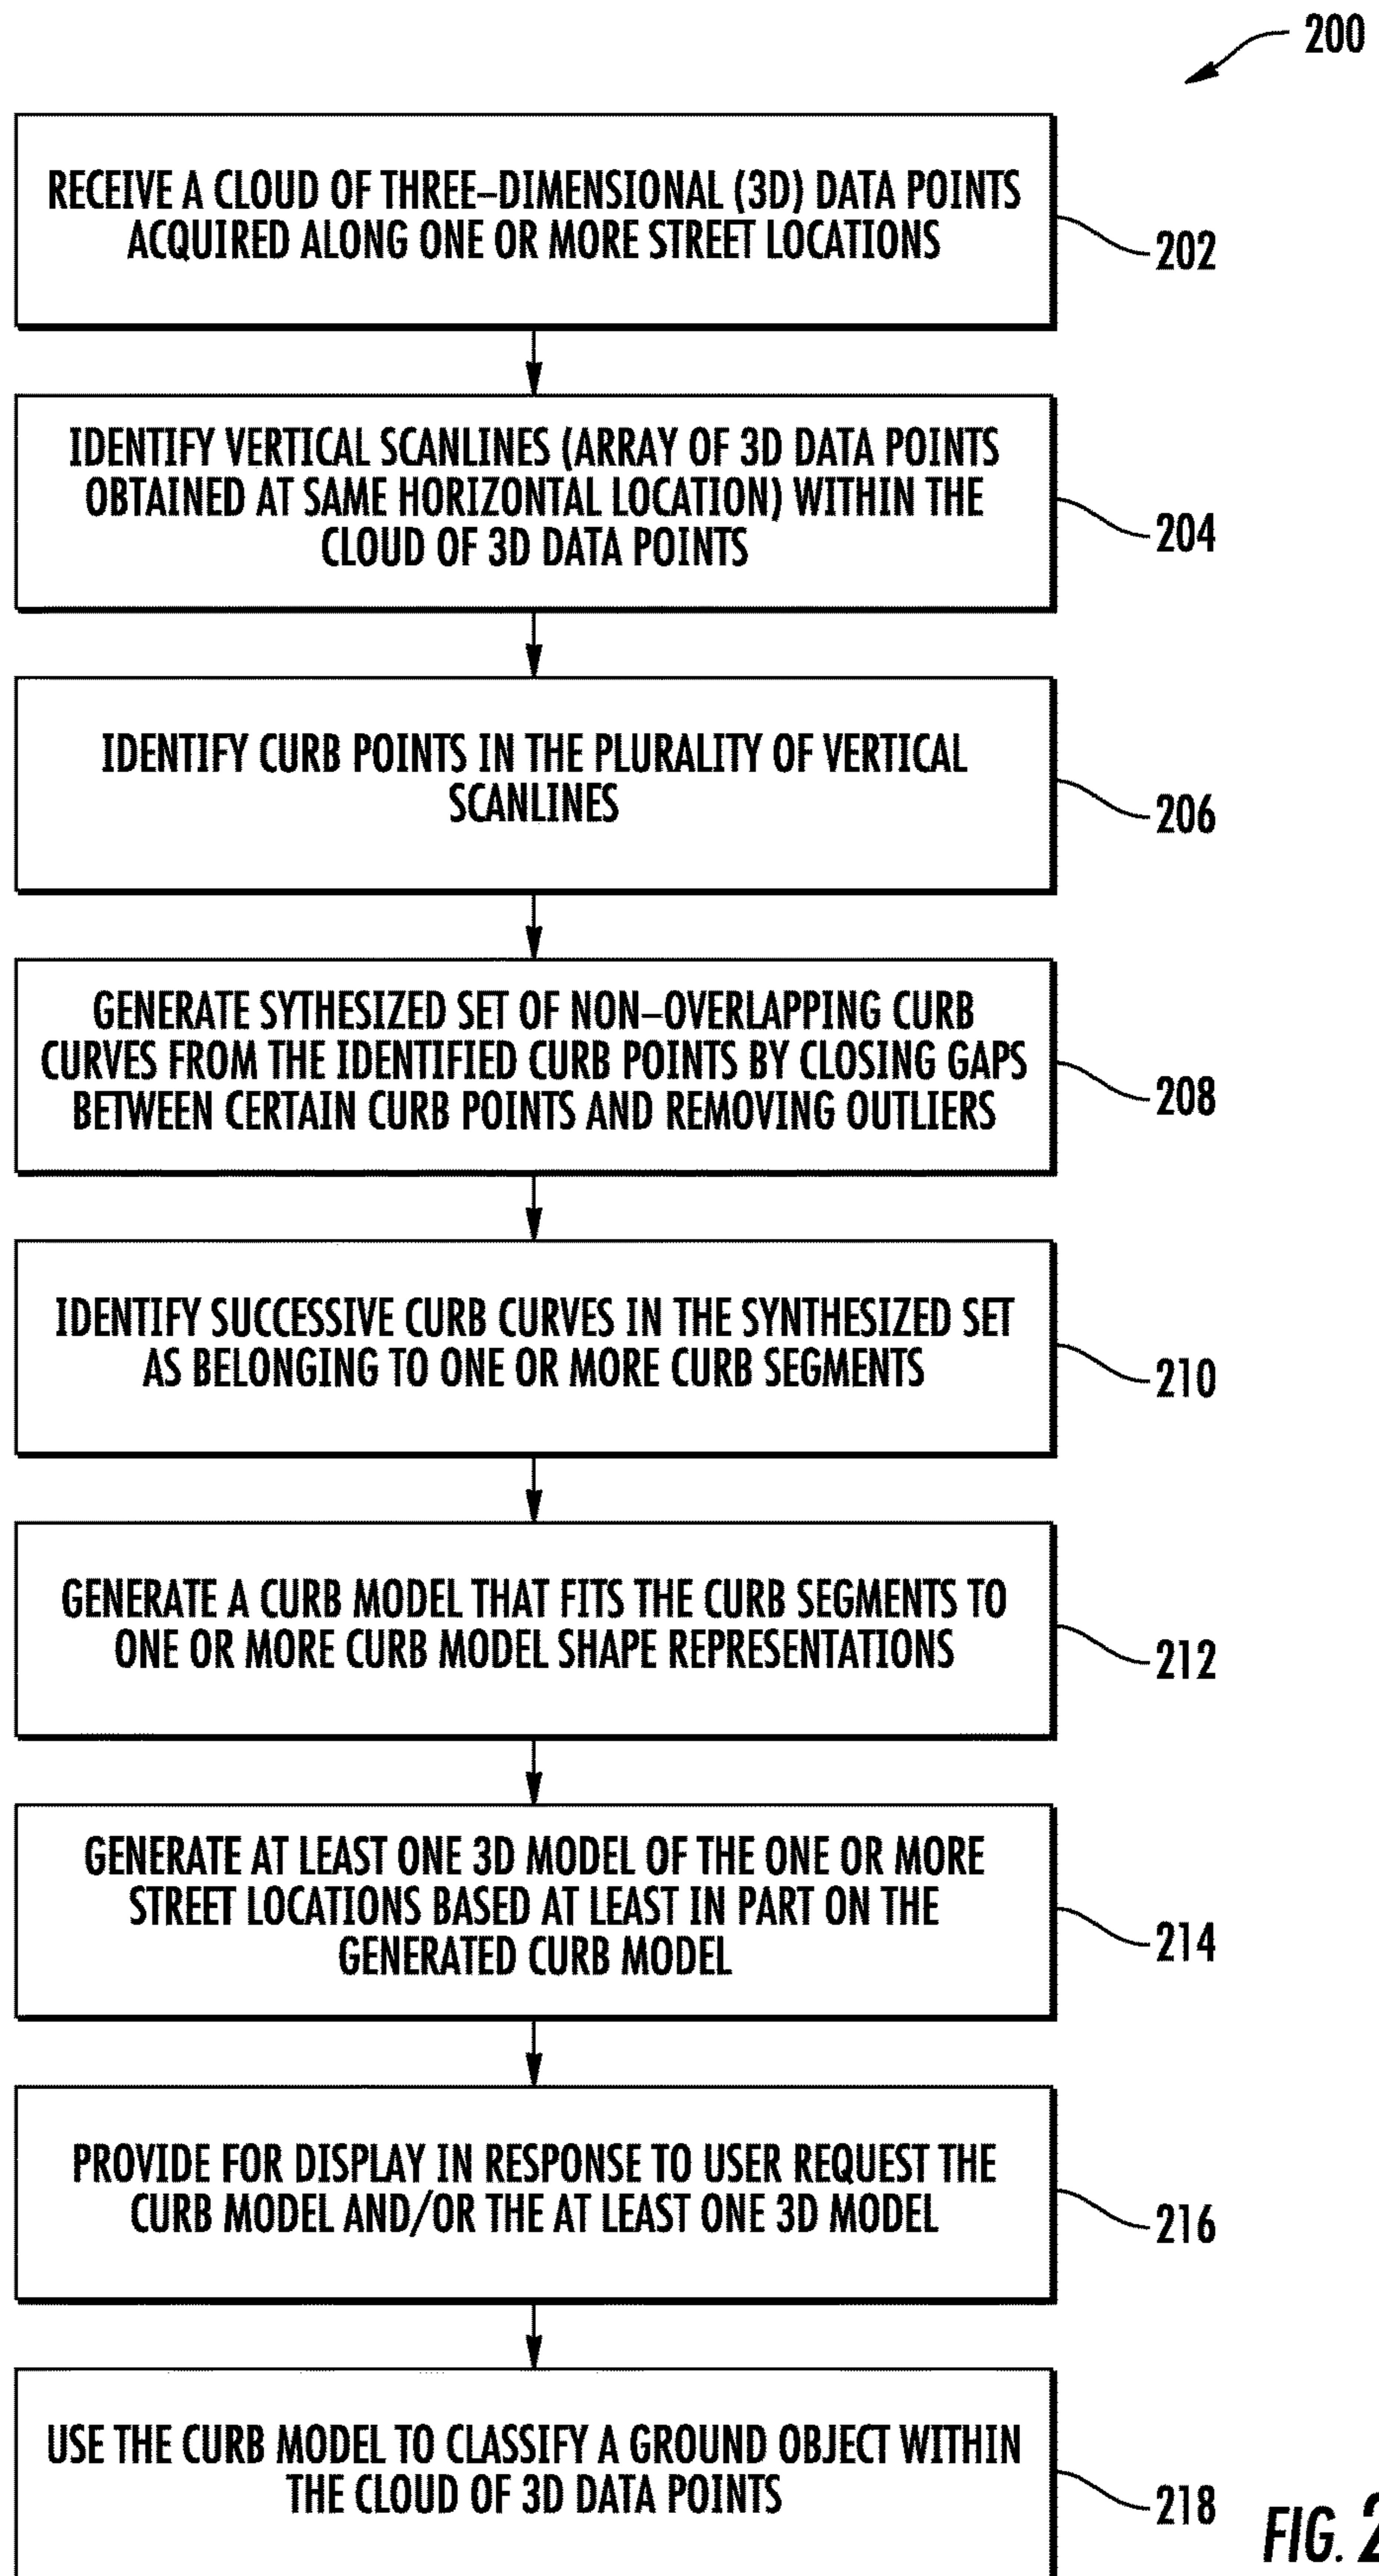 200
RECEIVE A CLOUD OF THREE–DIMENSIONAL (3D) DATA POINTS
ACQUIRED ALONG ONE OR MORE STREET LOCATIONS
202
IDENTIFY VERTICAL SCANLINES (ARRAY OF 3D DATA POINTS
OBTAINED AT SAME HORIZONTAL LOCATION) WITHIN THE
CLOUD OF 3D DATA POINTS
204
IDENTIFY CURB POINTS IN THE PLURALITY OF VERTICAL
SCANLINES
206
GENERATE SYTHESIZED SET OF NON–OVERLAPPING CURB
CURVES FROM THE IDENTIFIED CURB POINTS BY CLOSING GAPS
BETWEEN CERTAIN CURB POINTS AND REMOVING OUTLIERS
208
IDENTIFY SUCCESSIVE CURB CURVES IN THE SYNTHESIZED SET
AS BELONGING TO ONE OR MORE CURB SEGMENTS
210
GENERATE A CURB MODEL THAT FITS THE CURB SEGMENTS TO
ONE OR MORE CURB MODEL SHAPE REPRESENTATIONS
212
GENERATE AT LEAST ONE 3D MODEL OF THE ONE OR MORE
STREET LOCATIONS BASED AT LEAST IN PART ON THE
GENERATED CURB MODEL
214
PROVIDE FOR DISPLAY IN RESPONSE TO USER REQUEST THE
CURB MODEL AND/OR THE AT LEAST ONE 3D MODEL
216
USE THE CURB MODEL TO CLASSIFY A GROUND OBJECT WITHIN
THE CLOUD OF 3D DATA POINTS
218
FIG. 2